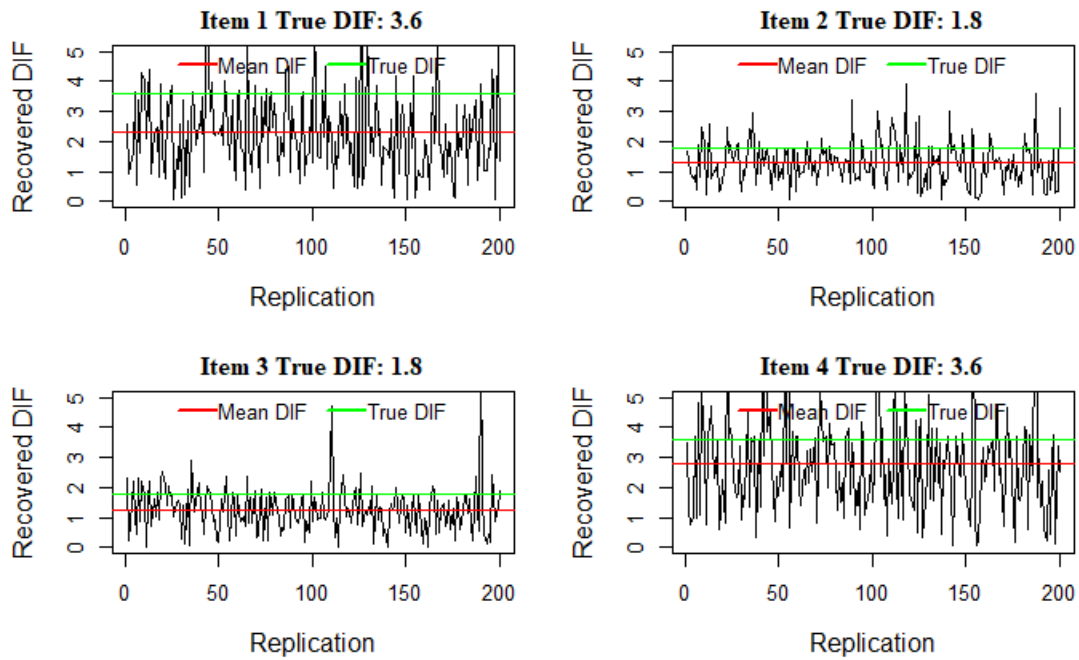 Item 1 True DIF: 3.6
Recovered DIF
5
4
3
2
1
0
Mean DIF
True DIF
0
50
100
150
200
Replication
Item 2 True DIF: 1.8
Recovered DIF
5
4
3
2
1
0
Mean DIF
True DIF
0
50
100
150
200
Replication
Item 3 True DIF: 1.8
Recovered DIF
5
4
3
2
1
0
Mean DIF
True DIF
0
50
100
150
200
Replication
Item 4 True DIF: 3.6
Recovered DIF
5
4
3
2
1
0
Mean DIF
True DIF
0
50
100
150
200
Replication